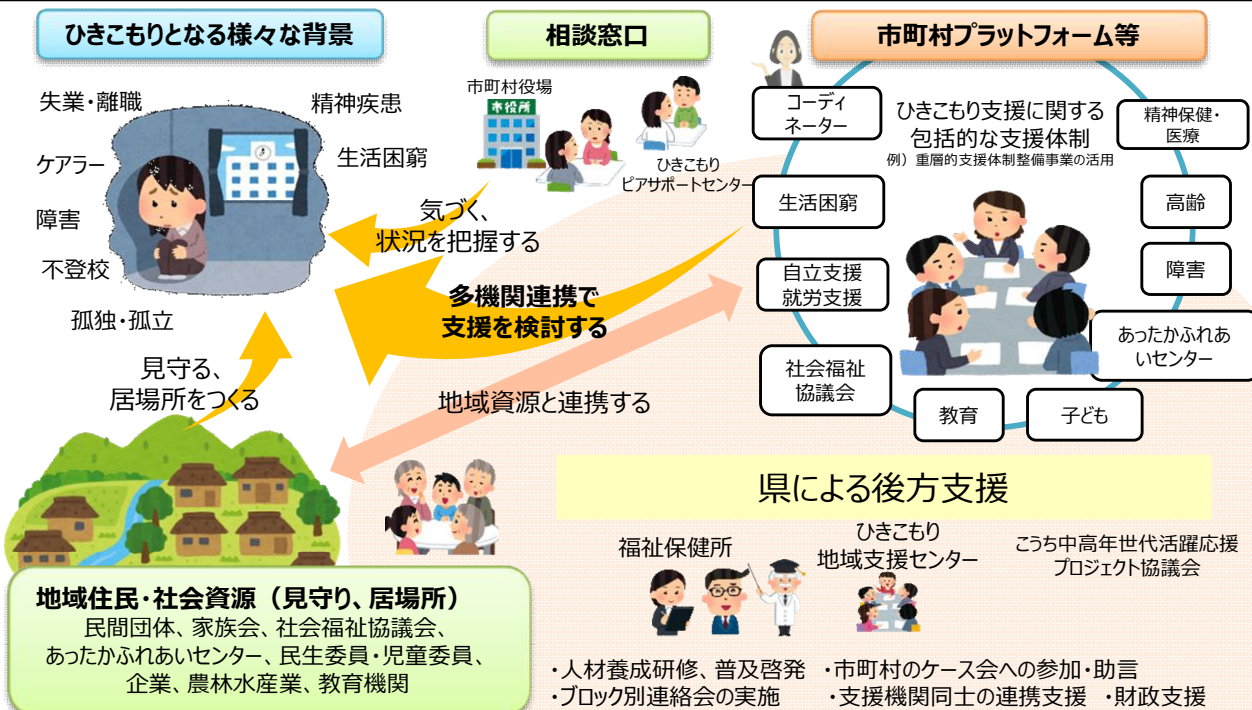 ひきこもりとなる様々な背景
失業・離職
精神疾患
ケアラー
生活困窮
障害
不登校
孤独・孤立
相談窓口
市町村役場
市役所
ひきこもり
ピアサポートセンター
気づく、
状況を把握する
多機関連携で
支援を検討する
見守る、
居場所をつくる
地域資源と連携する
市町村プラットフォーム等
コーディ
ネーター
ひきこもり支援に関する
包括的な支援体制
例）重層的支援体制整備事業の活用
精神保健・
医療
生活困窮
高齢
自立支援
就労支援
障害
社会福祉
協議会
あったかふれあ
いセンター
教育
子ども
県による後方支援
福祉保健所
ひきこもり
地域支援センター
こうち中高年世代活躍応援
プロジェクト協議会
・人材養成研修、普及啓発
・市町村のケース会への参加・助言
・ブロック別連絡会の実施
・支援機関同士の連携支援
・財政支援
地域住民・社会資源（見守り、居場所）
民間団体、家族会、社会福祉協議会、
あったかふれあいセンター、民生委員・児童委員、
企業、農林水産業、教育機関